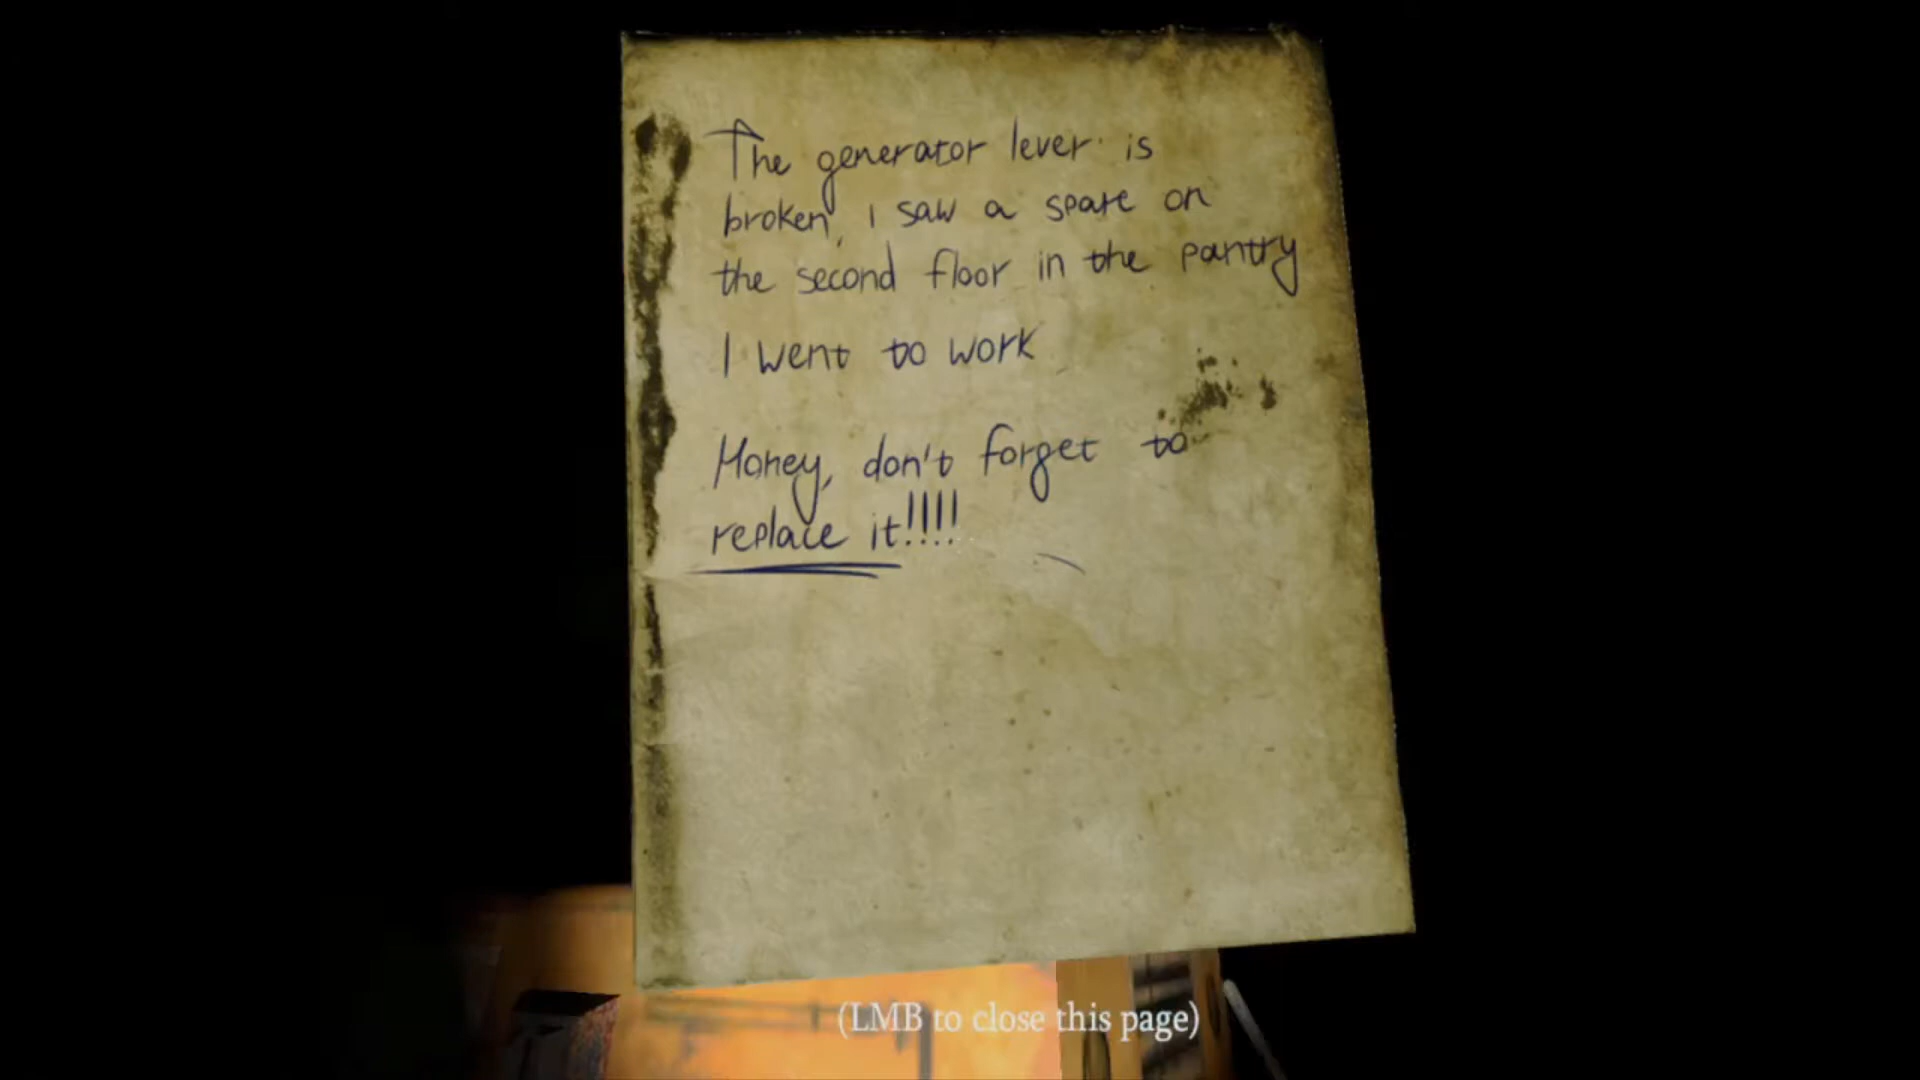 The generator lever is
broken, I saw a spare on
the second floor in the pantry
I went to work
Honey, don't forget to
replace it!!!!
(LMB to close this page)